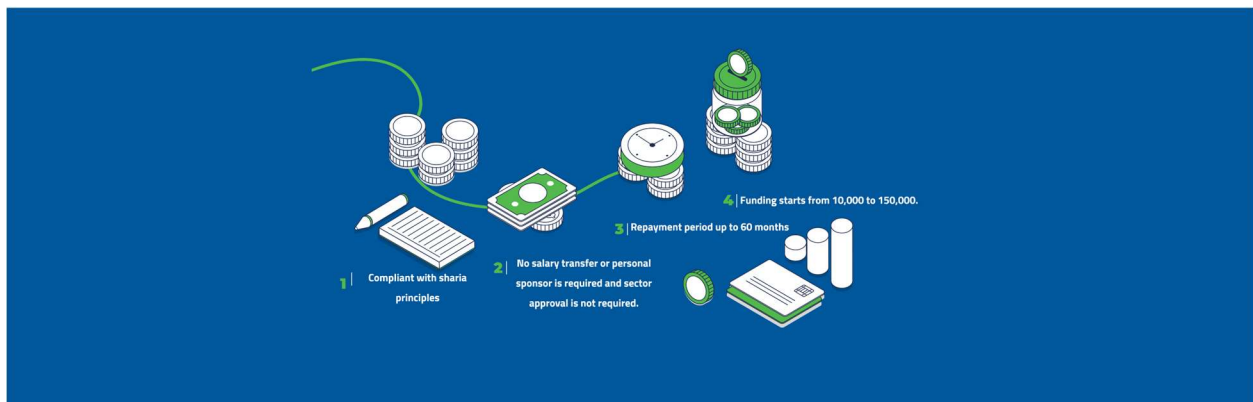 1 | Compliant with sharia
principles
2 | No salary transfer or personal
sponsor is required and sector
approval is not required.
3 | Repayment period up to 60 months
4 | Funding starts from 10,000 to 150,000.